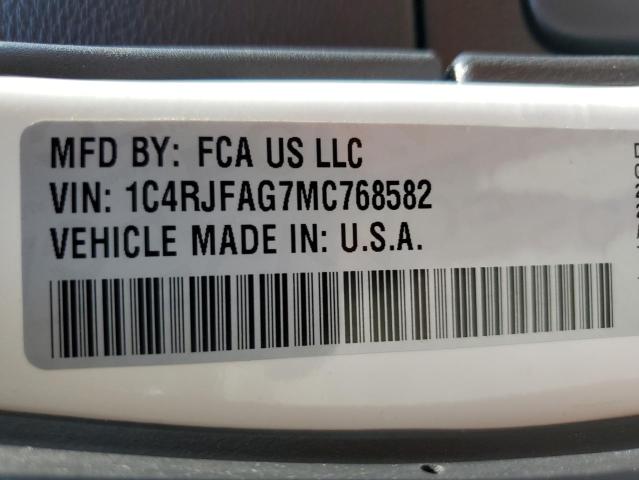 MFD BY: FCA US LLC
VIN: 1C4RJFAG7MC768582
VEHICLE MADE IN: U.S.A.